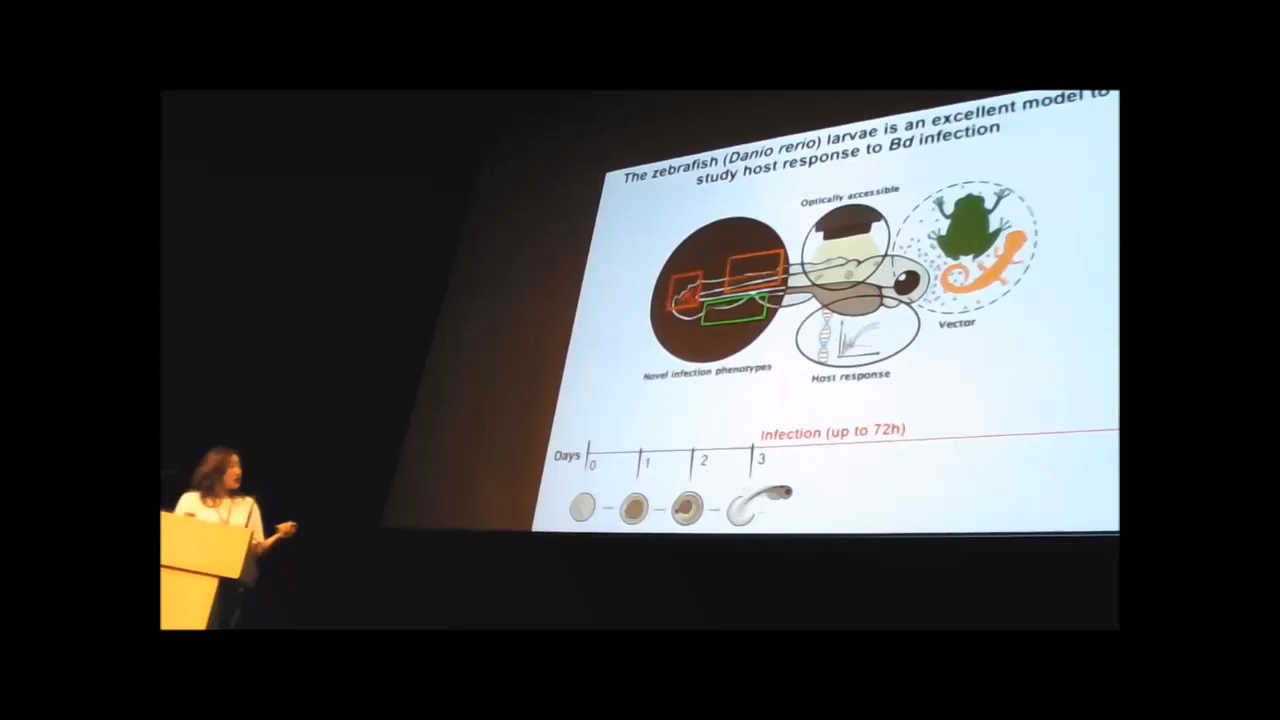 The zebrafish (Danio rerio) larvae is an excellent model to
study host response to Bd infection
Optically accessible
Vector
Novel infection phenotypes
Host response
Infection (up to 72h)
Days
0
1
2
3